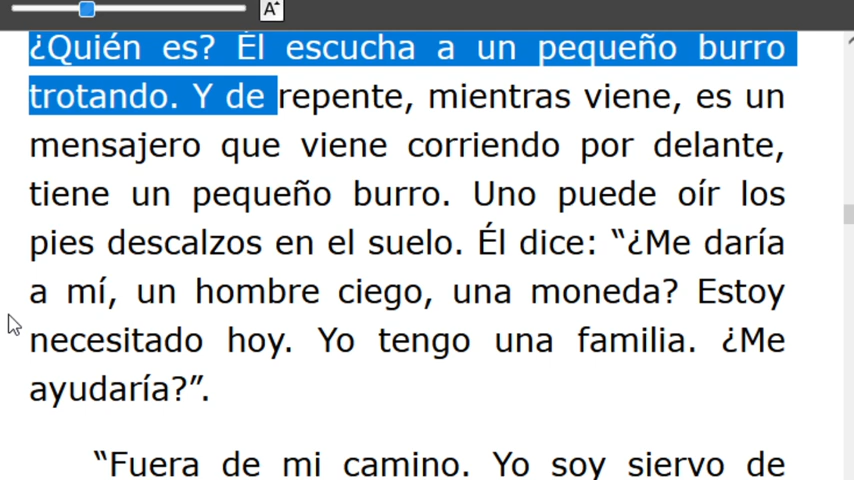 A
¿Quién es? Él escucha a un pequeño burro
trotando. Y de repente, mientras viene, es un
mensajero que viene corriendo por delante,
tiene un pequeño burro. Uno puede oír los
pies descalzos en el suelo. Él dice: “¿Me daría
a mí, un hombre ciego, una moneda? Estoy
necesitado hoy. Yo tengo una familia. ¿Me
ayudaría?”.
“Fuera de mi camino. Yo soy siervo de